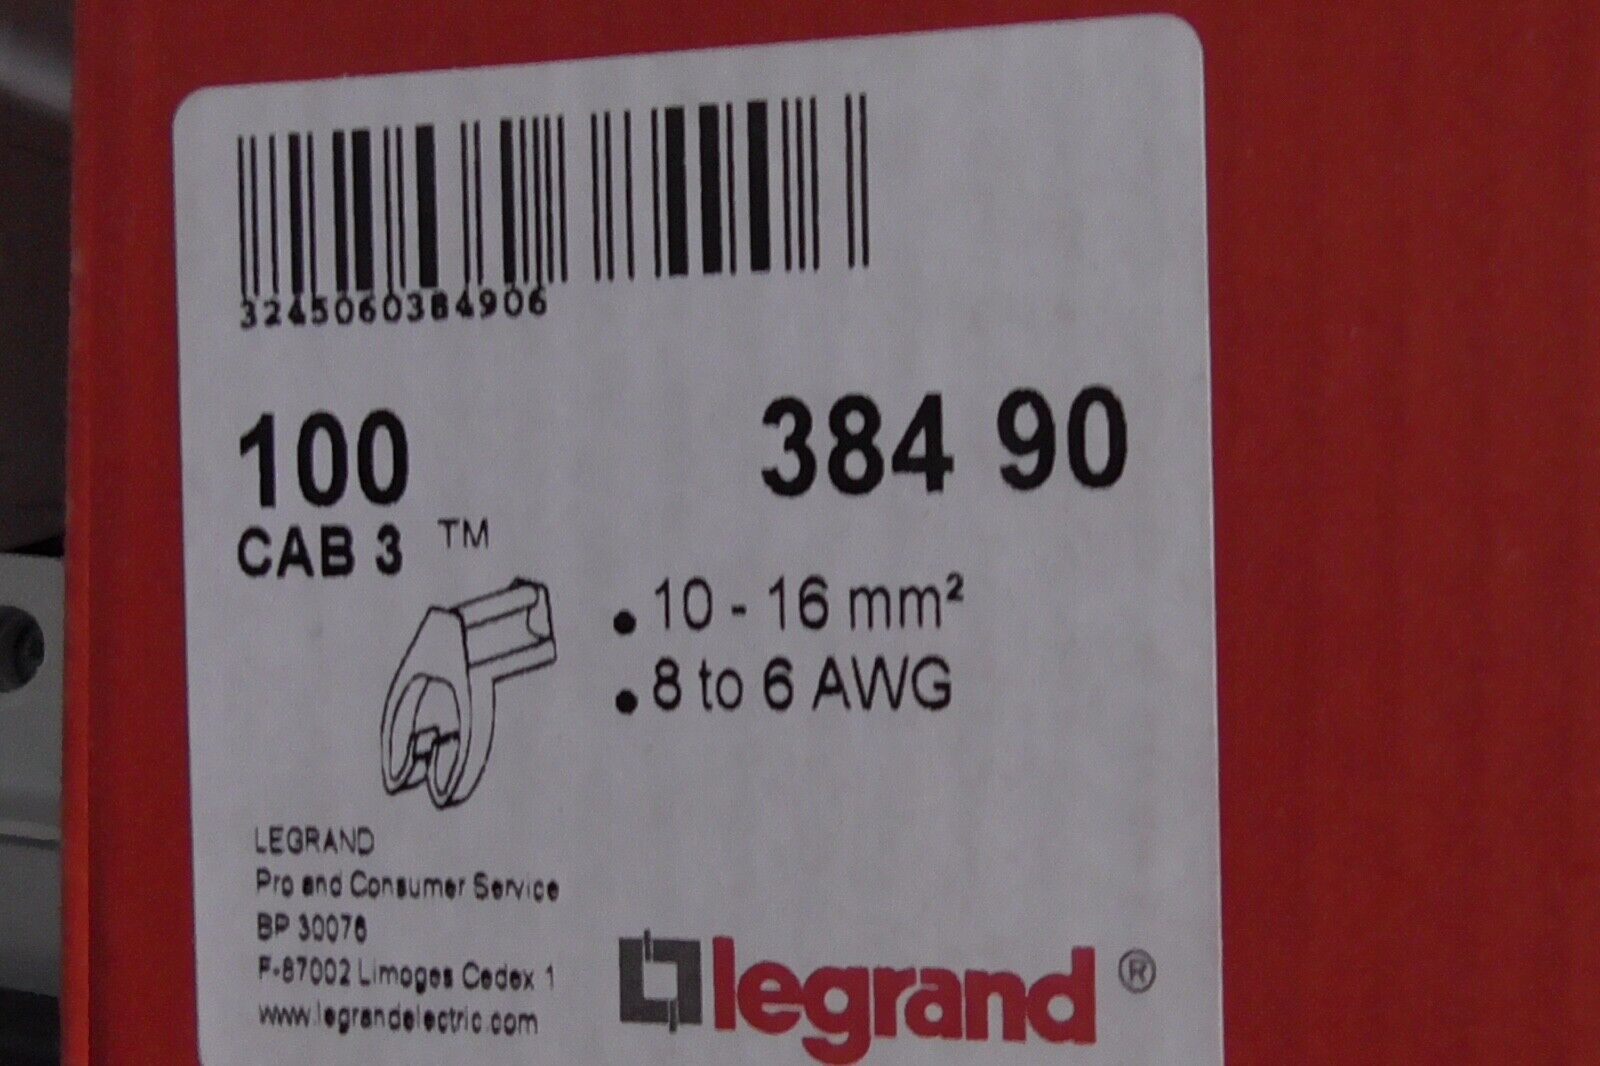 3245060384906
100
384 90
CAB 3 ™
• 10 - 16 mm²
• 8 to 6 AWG
LEGRAND
Pro and Consumer Service
BP 30076
F-87002 Limoges Cedex 1
www.legrandelectric.com
legrand®